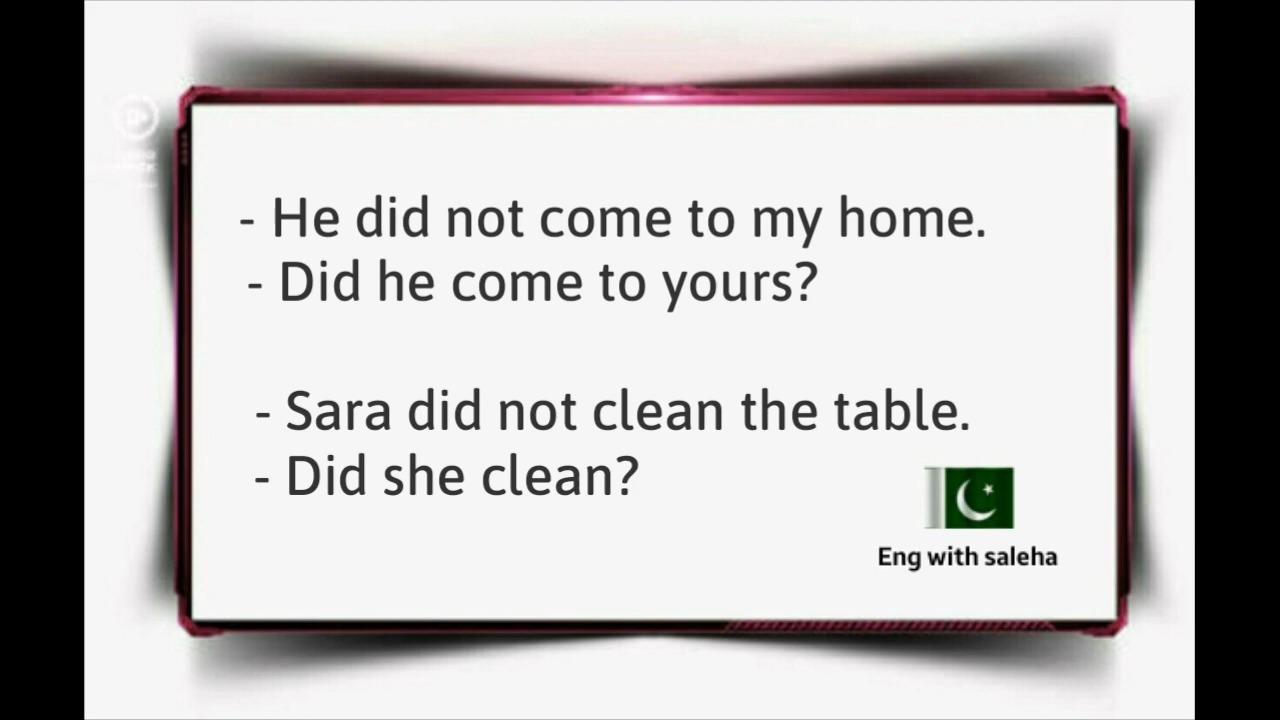 - He did not come to my home.
- Did he come to yours?
- Sara did not clean the table.
- Did she clean?
Eng with saleha